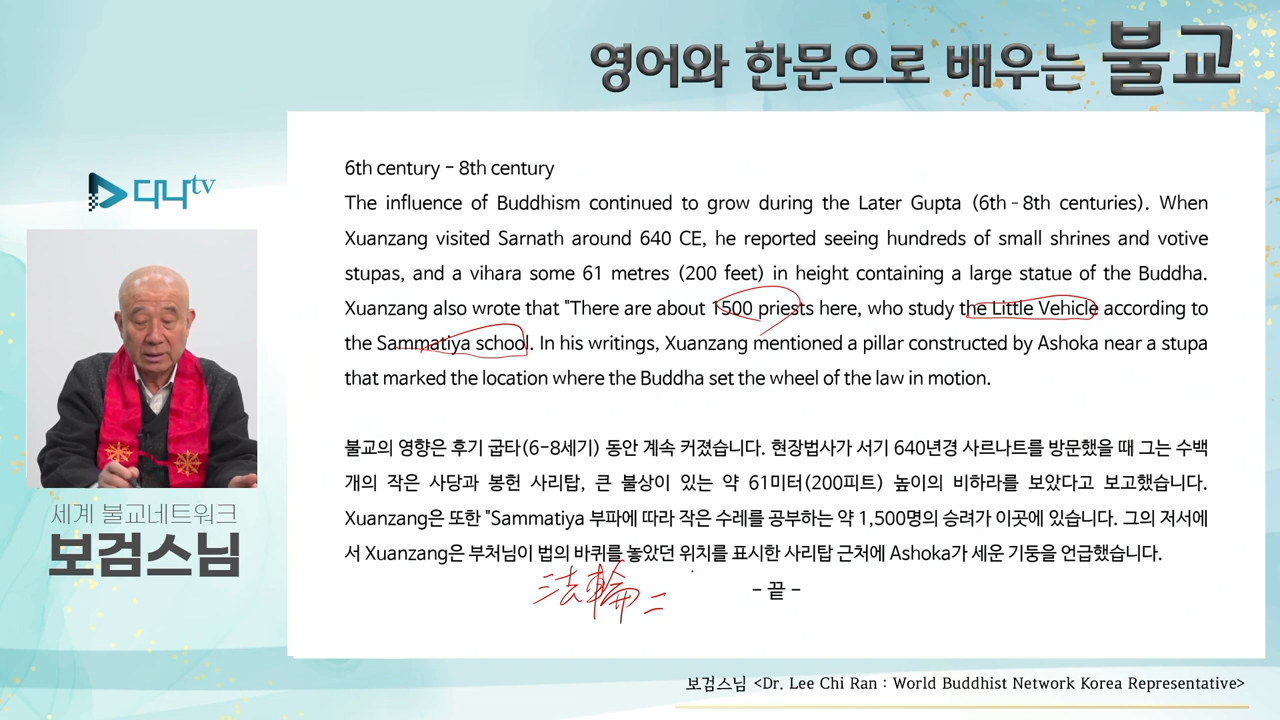 영어와 한문으로 배우는 불교
디나tv
6th century - 8th century
The influence of Buddhism continued to grow during the Later Gupta (6th-8th centuries). When
Xuanzang visited Sarnath around 640 CE, he reported seeing hundreds of small shrines and votive
stupas, and a vihara some 61 metres (200 feet) in height containing a large statue of the Buddha.
Xuanzang also wrote that "There are about 1500 priests here, who study the Little Vehicle according to
the Sammatiya school. In his writings, Xuanzang mentioned a pillar constructed by Ashoka near a stupa
that marked the location where the Buddha set the wheel of the law in motion.
불교의 영향은 후기 굽타(6-8세기) 동안 계속 커졌습니다. 현장법사가 서기 640년경 사르나트를 방문했을 때 그는 수백
개의 작은 사당과 봉헌 사리탑, 큰 불상이 있는 약 61미터(200피트) 높이의 비하라를 보았다고 보고했습니다.
Xuanzang은 또한 "Sammatiya 부파에 따라 작은 수레를 공부하는 약 1,500명의 승려가 이곳에 있습니다. 그의 저서에
서 Xuanzang은 부처님이 법의 바퀴를 놓았던 위치를 표시한 사리탑 근처에 Ashoka가 세운 기둥을 언급했습니다.
三法輪 =
- 끝 -
세계 불교네트워크
보검스님
보검스님 <Dr. Lee Chi Ran : World Buddhist Network Korea Representative>